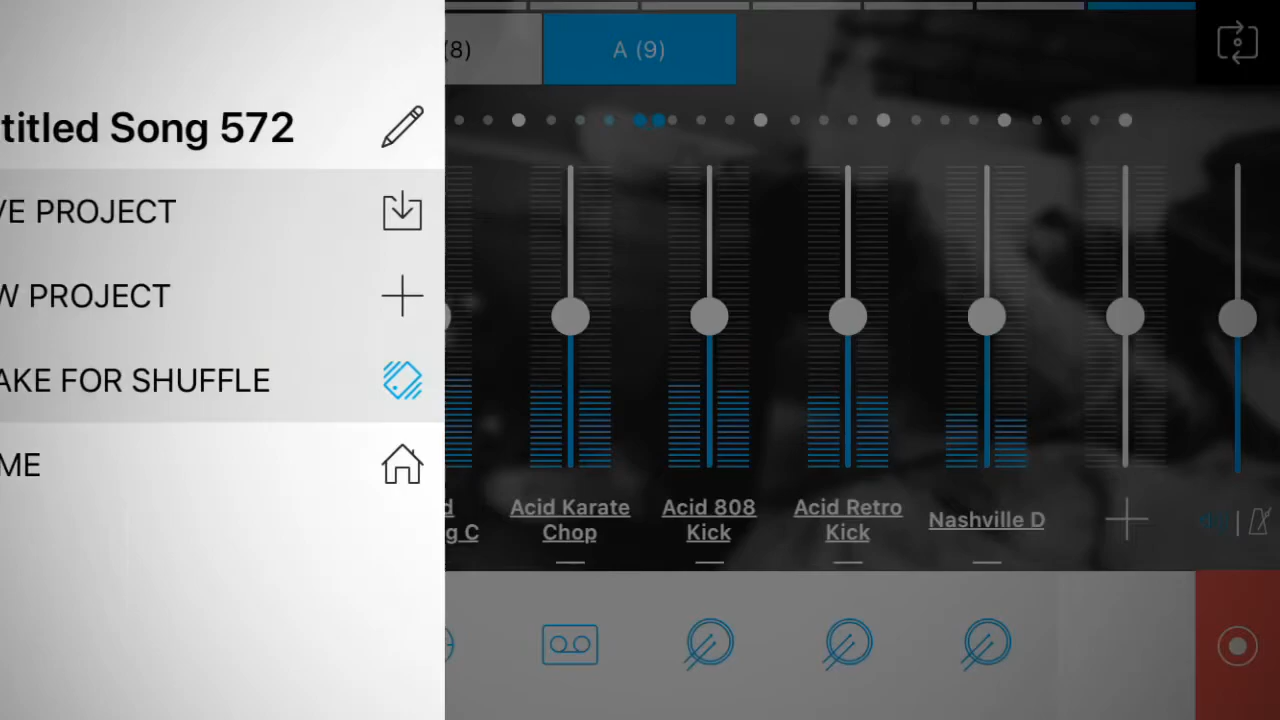 (8)
A (9)
titled Song 572
VE PROJECT
W PROJECT
AKE FOR SHUFFLE
ME
d
g C
Acid Karate
Chop
Acid 808
Kick
Acid Retro
Kick
Nashville D